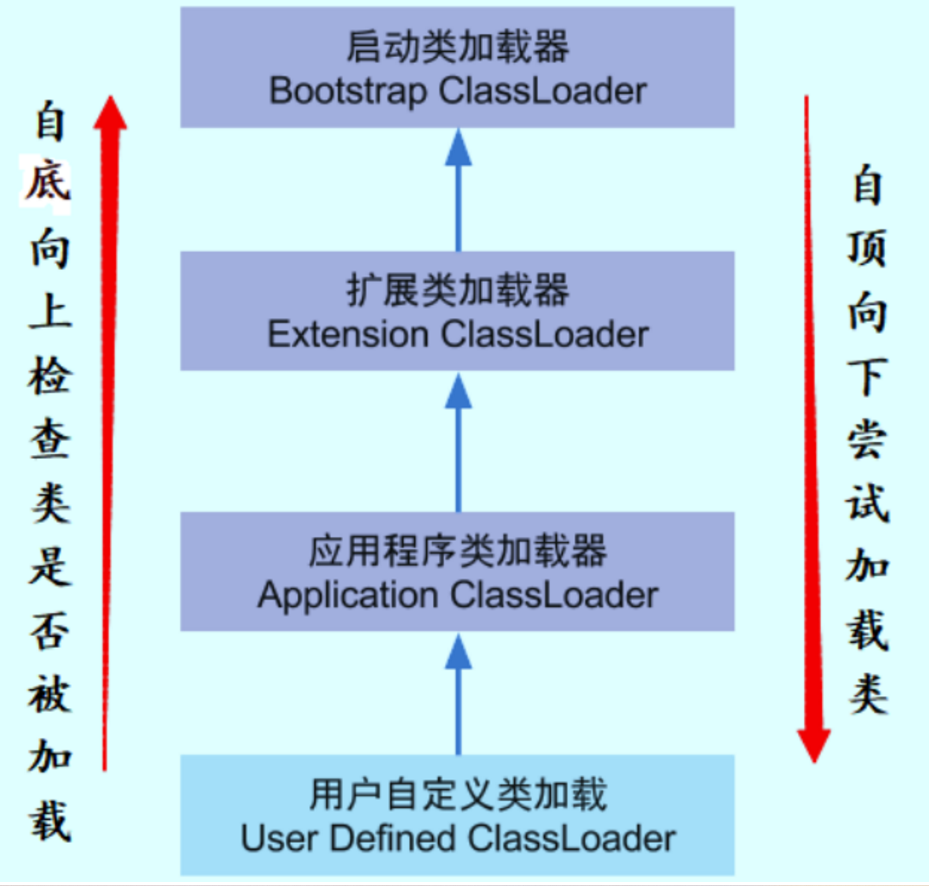 自底向上检查类是否被加载
启动类加载器
Bootstrap ClassLoader
扩展类加载器
Extension ClassLoader
应用程序类加载器
Application ClassLoader
用户自定义类加载
User Defined ClassLoader
自顶向下尝试加载类